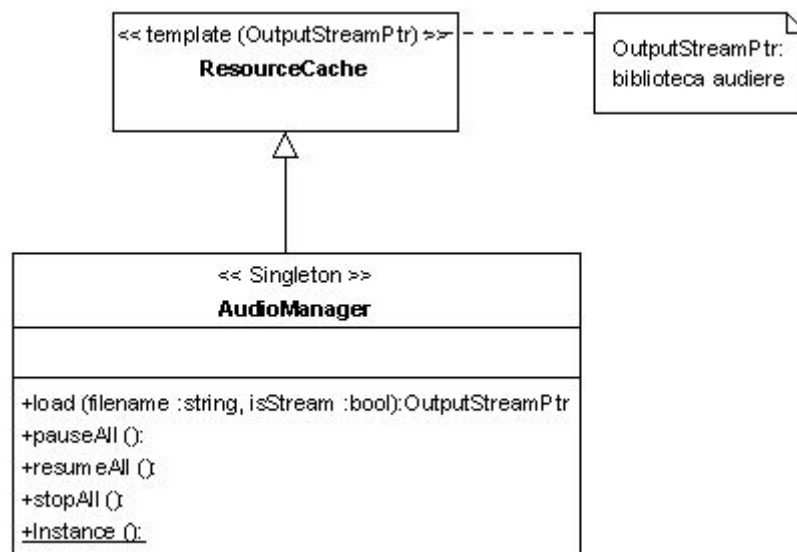 << template (OutputStreamPtr) >>
ResourceCache
OutputStreamPtr:
biblioteca audiere
<< Singleton >>
AudioManager
+load (filename :string, isStream :bool):OutputStreamPtr
+pauseAll ():
+resumeAll ():
+stopAll ():
+Instance ():